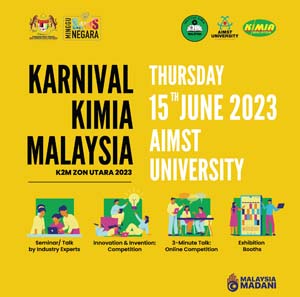 MINGGU
NEGARA
AIMST
UNIVERSITY
KIMIA
KARNIVAL
KIMIA
MALAYSIA
K2M ZON UTARA 2023
THURSDAY
15TH JUNE 2023
AIMST
UNIVERSITY
Seminar/ Talk
by Industry Experts
Innovation & Invention:
Competition
3-Minute Talk:
Online Competition
Exhibition
Booths
MALAYSIA
MADANI